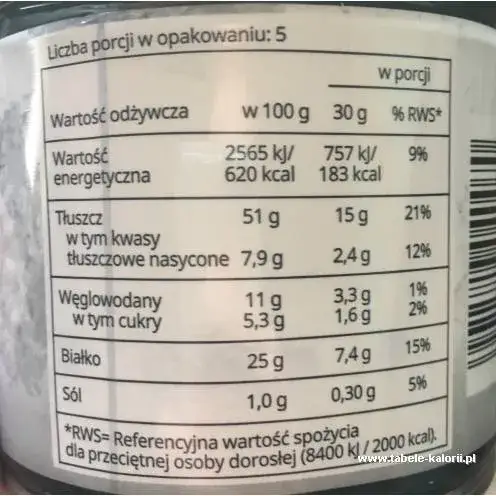 Liczba porcji w opakowaniu: 5
w porcji
Wartość odżywcza w 100 g 30 g % RWS*
Wartość 2565 kJ/ 757 kJ/ 9%
energetyczna 620 kcal 183 kcal
Tłuszcz 51 g 15 g 21%
w tym kwasy
tłuszczowe nasycone 7,9 g 2,4 g 12%
Węglowodany 11 g 3,3 g 1%
w tym cukry 5,3 g 1,6 g 2%
Białko 25 g 7,4 g 15%
Sól 1,0 g 0,30 g 5%
*RWS= Referencyjna wartość spożycia
dla przeciętnej osoby dorosłej (8400 kJ / 2000 kcal).
www.tabele-kalorii.pl